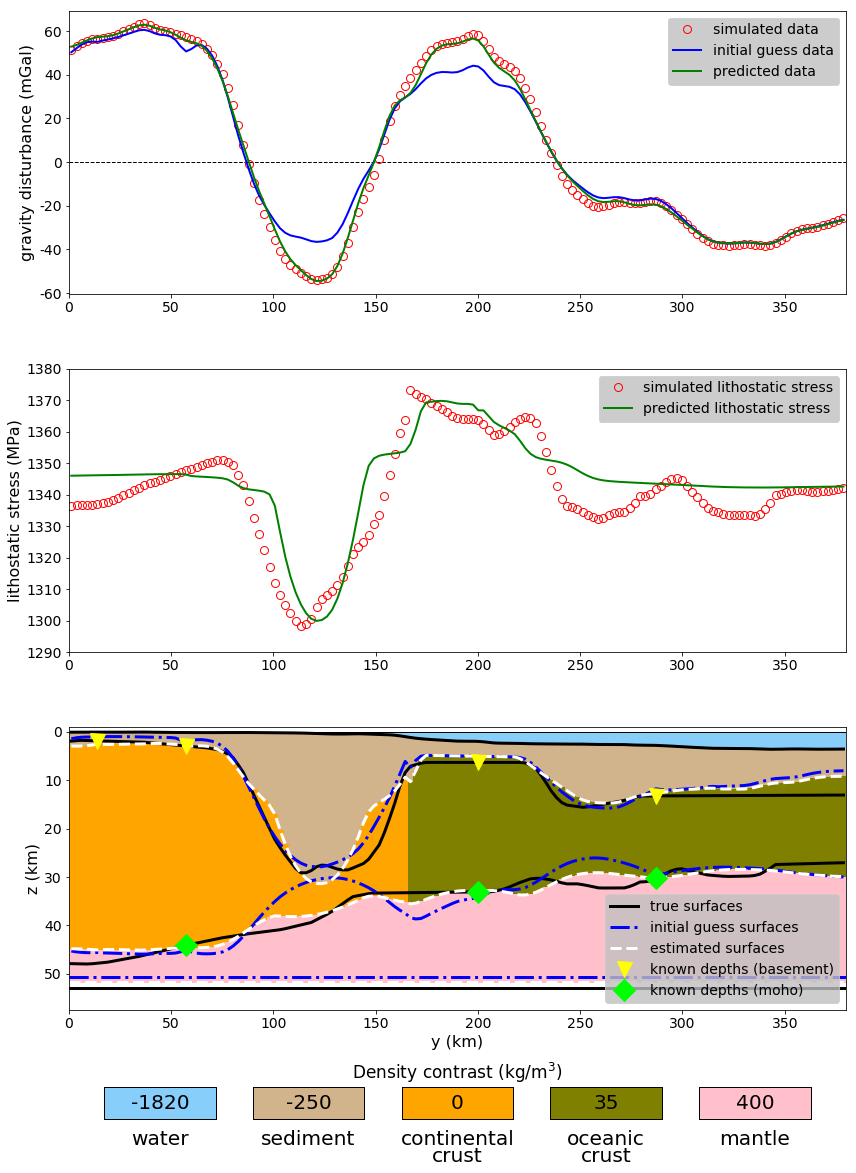 60
40
20
0
-20
-40
-60
gravity disturbance (mGal)
simulated data
initial guess data
predicted data
0 50 100 150 200 250 300 350
1380
1370
1360
1350
1340
1330
1320
1310
1300
1290
lithostatic stress (MPa)
simulated lithostatic stress
predicted lithostatic stress
0 50 100 150 200 250 300 350
0
10
20
30
40
50
z (km)
true surfaces
initial guess surfaces
estimated surfaces
known depths (basement)
known depths (moho)
0 50 100 150 200 250 300 350
y (km)
Density contrast (kg/m³)
-1820 -250 0 35 400
water sediment continental oceanic mantle
crust crust